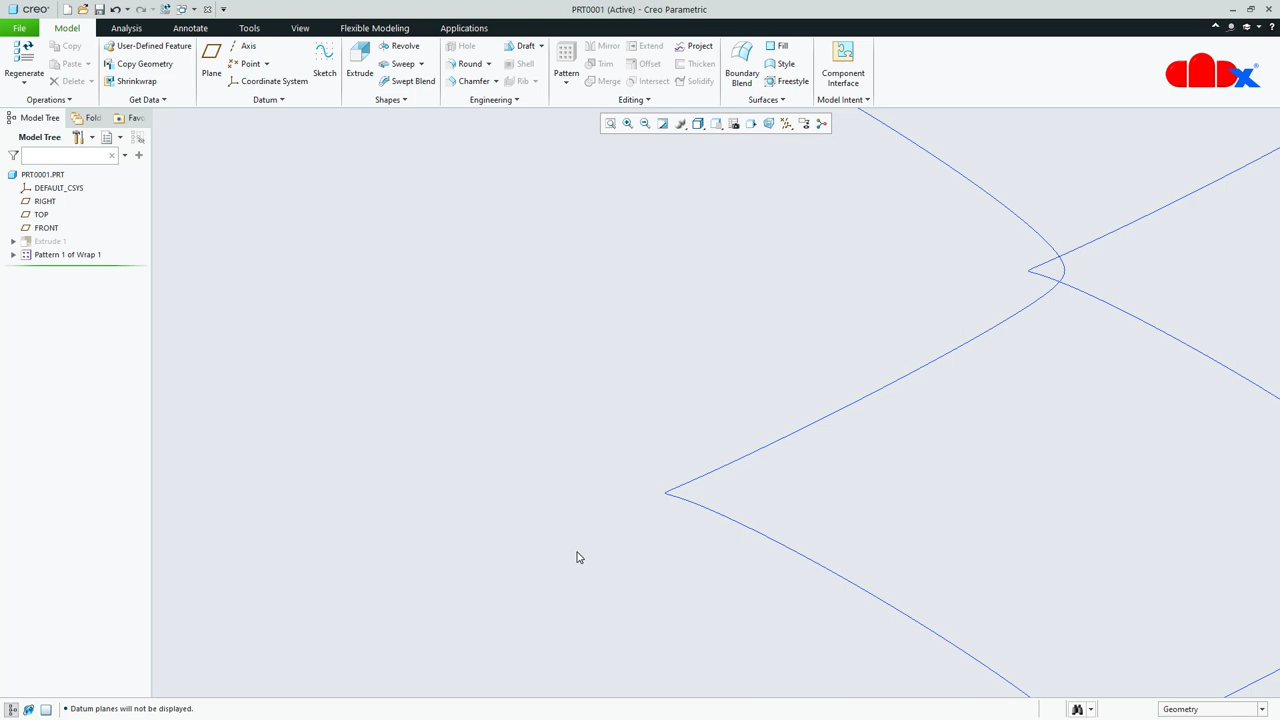 creo
PRT0001 (Active) - Creo Parametric
File Model Analysis Annotate Tools View Flexible Modeling Applications
Regenerate
Copy
Paste
Delete
Operations
User-Defined Feature
Copy Geometry
Shrinkwrap
Get Data
Plane
Axis
Point
Coordinate System
Sketch
Datum
Extrude
Revolve
Sweep
Swept Blend
Shapes
Hole
Round
Chamfer
Draft
Shell
Rib
Engineering
Pattern
Mirror
Trim
Merge
Extend
Offset
Intersect
Project
Thicken
Solidify
Editing
Boundary
Blend
Fill
Style
Freestyle
Surfaces
Component
Interface
Model Intent
Model Tree Fold Favo
Model Tree
PRT0001.PRT
DEFAULT_CSYS
RIGHT
TOP
FRONT
Extrude 1
Pattern 1 of Wrap 1
Datum planes will not be displayed.
Geometry